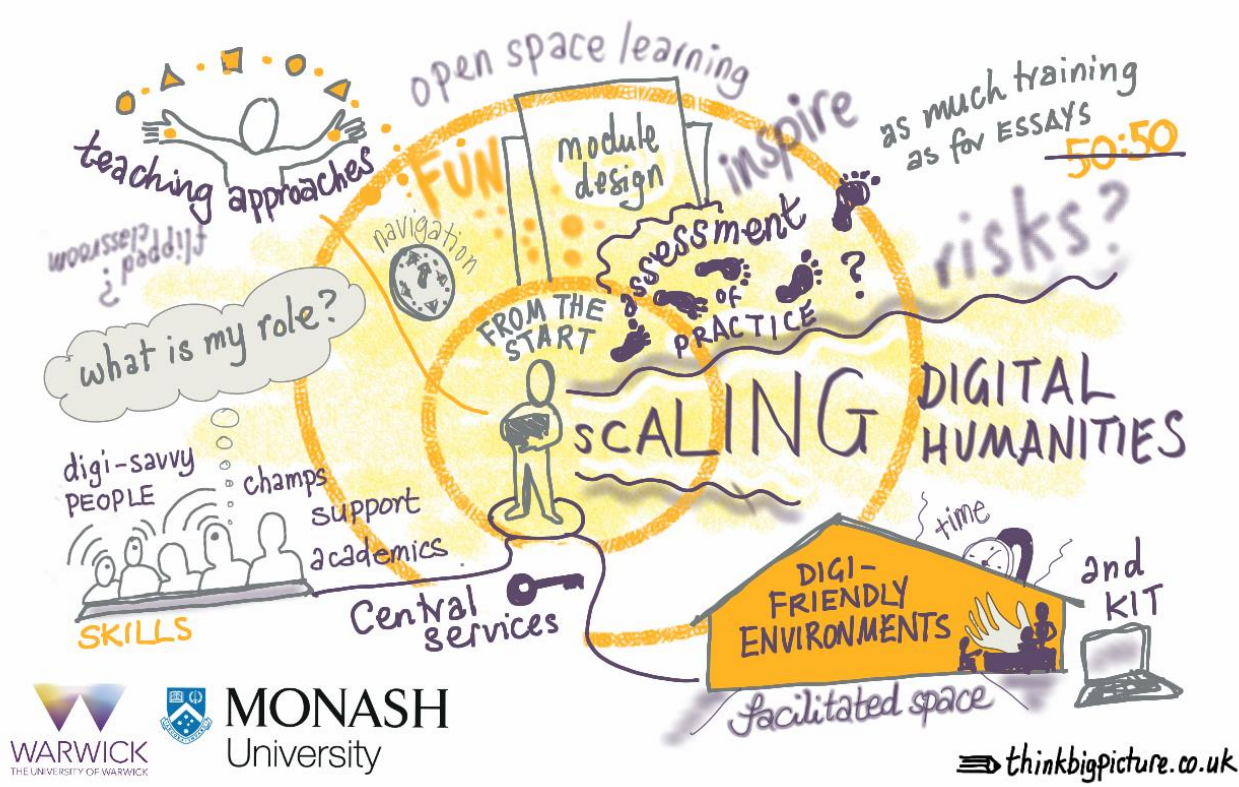 open space learning
teaching approaches
flipped classroom
?
FUN
module
design
inspire
as much training
as for ESSAYS
50:50
risks?
navigation
assessment
OF
PRACTICE
?
FROM THE
START
what is my role?
SCALING
DIGITAL
HUMANITIES
digi-savvy
PEOPLE
champs
support
academics
SKILLS
Central
services
time
DIGI-
FRIENDLY
ENVIRONMENTS
and
KIT
facilitated space
WARWICK
THE UNIVERSITY OF WARWICK
MONASH
University
thinkbigpicture.co.uk